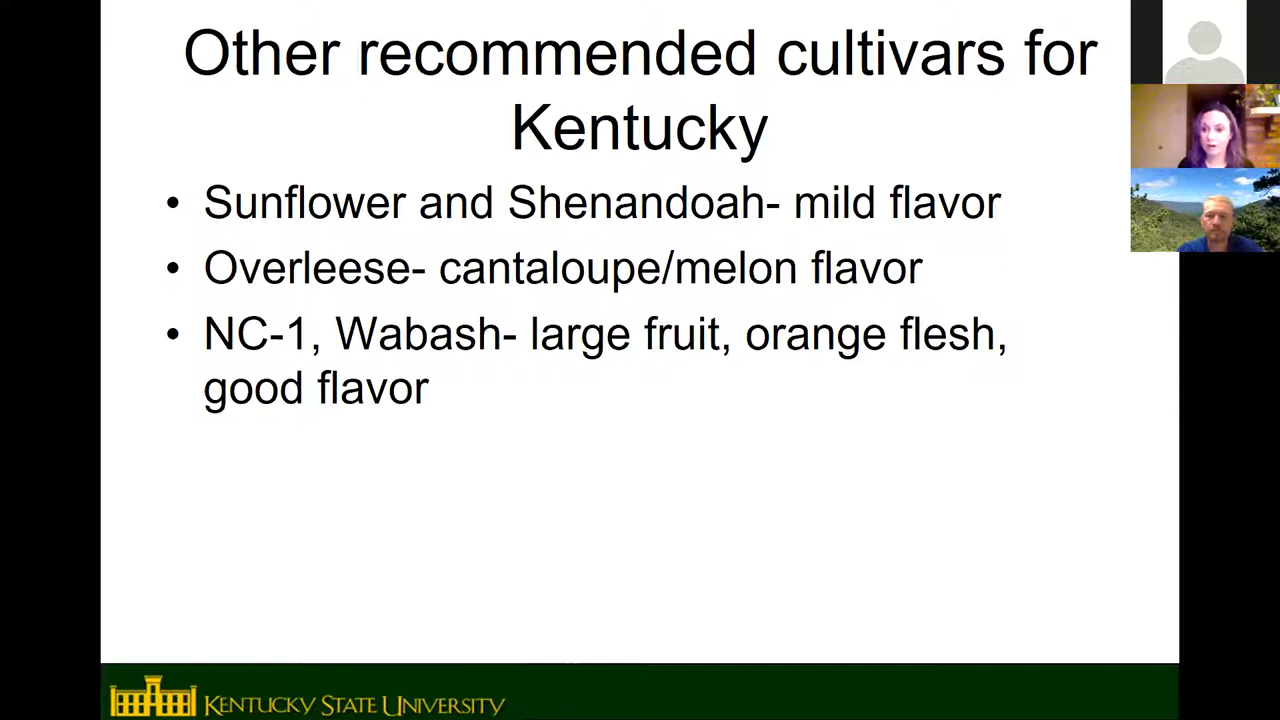 Other recommended cultivars for
Kentucky
• Sunflower and Shenandoah- mild flavor
• Overleese- cantaloupe/melon flavor
• NC-1, Wabash- large fruit, orange flesh,
good flavor
KENTUCKY STATE UNIVERSITY